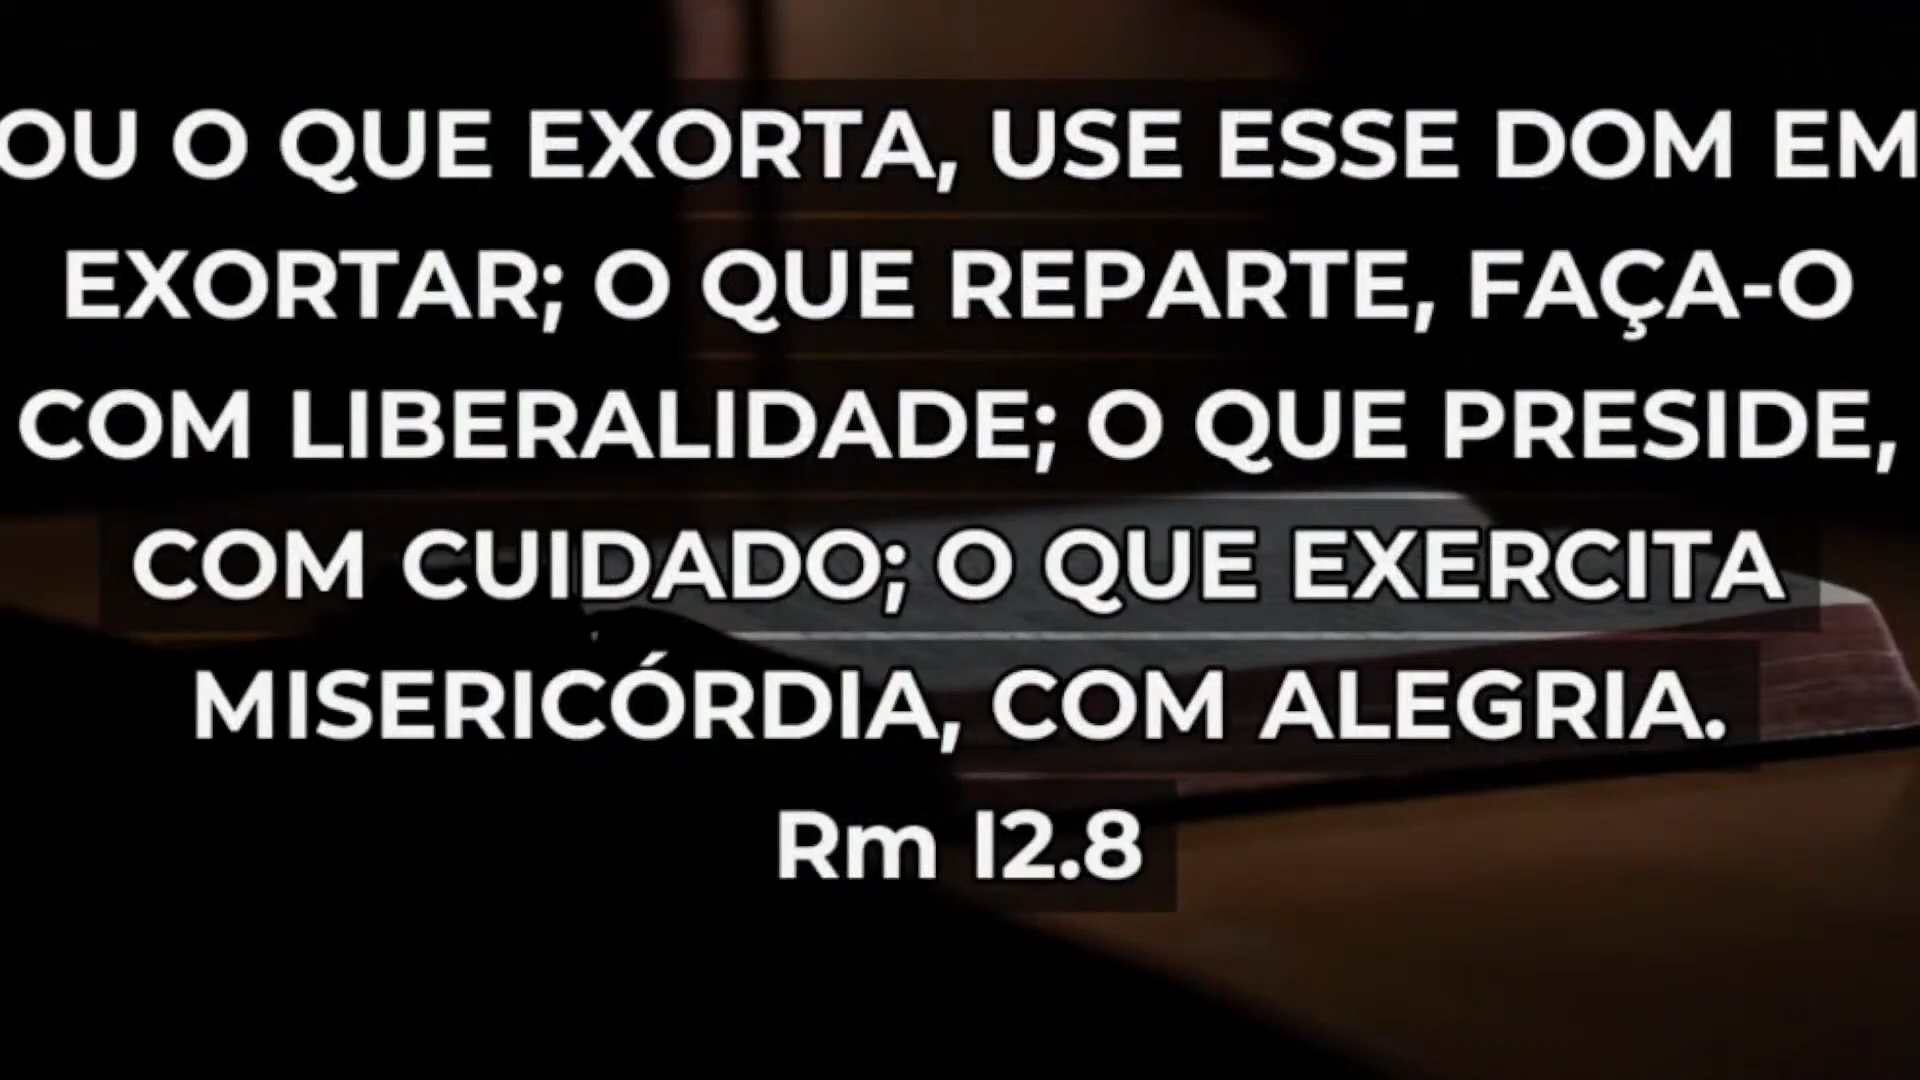 OU O QUE EXORTA, USE ESSE DOM EM
EXORTAR; O QUE REPARTE, FAÇA-O
COM LIBERALIDADE; O QUE PRESIDE,
COM CUIDADO; O QUE EXERCITA
MISERICÓRDIA, COM ALEGRIA.
Rm I2.8